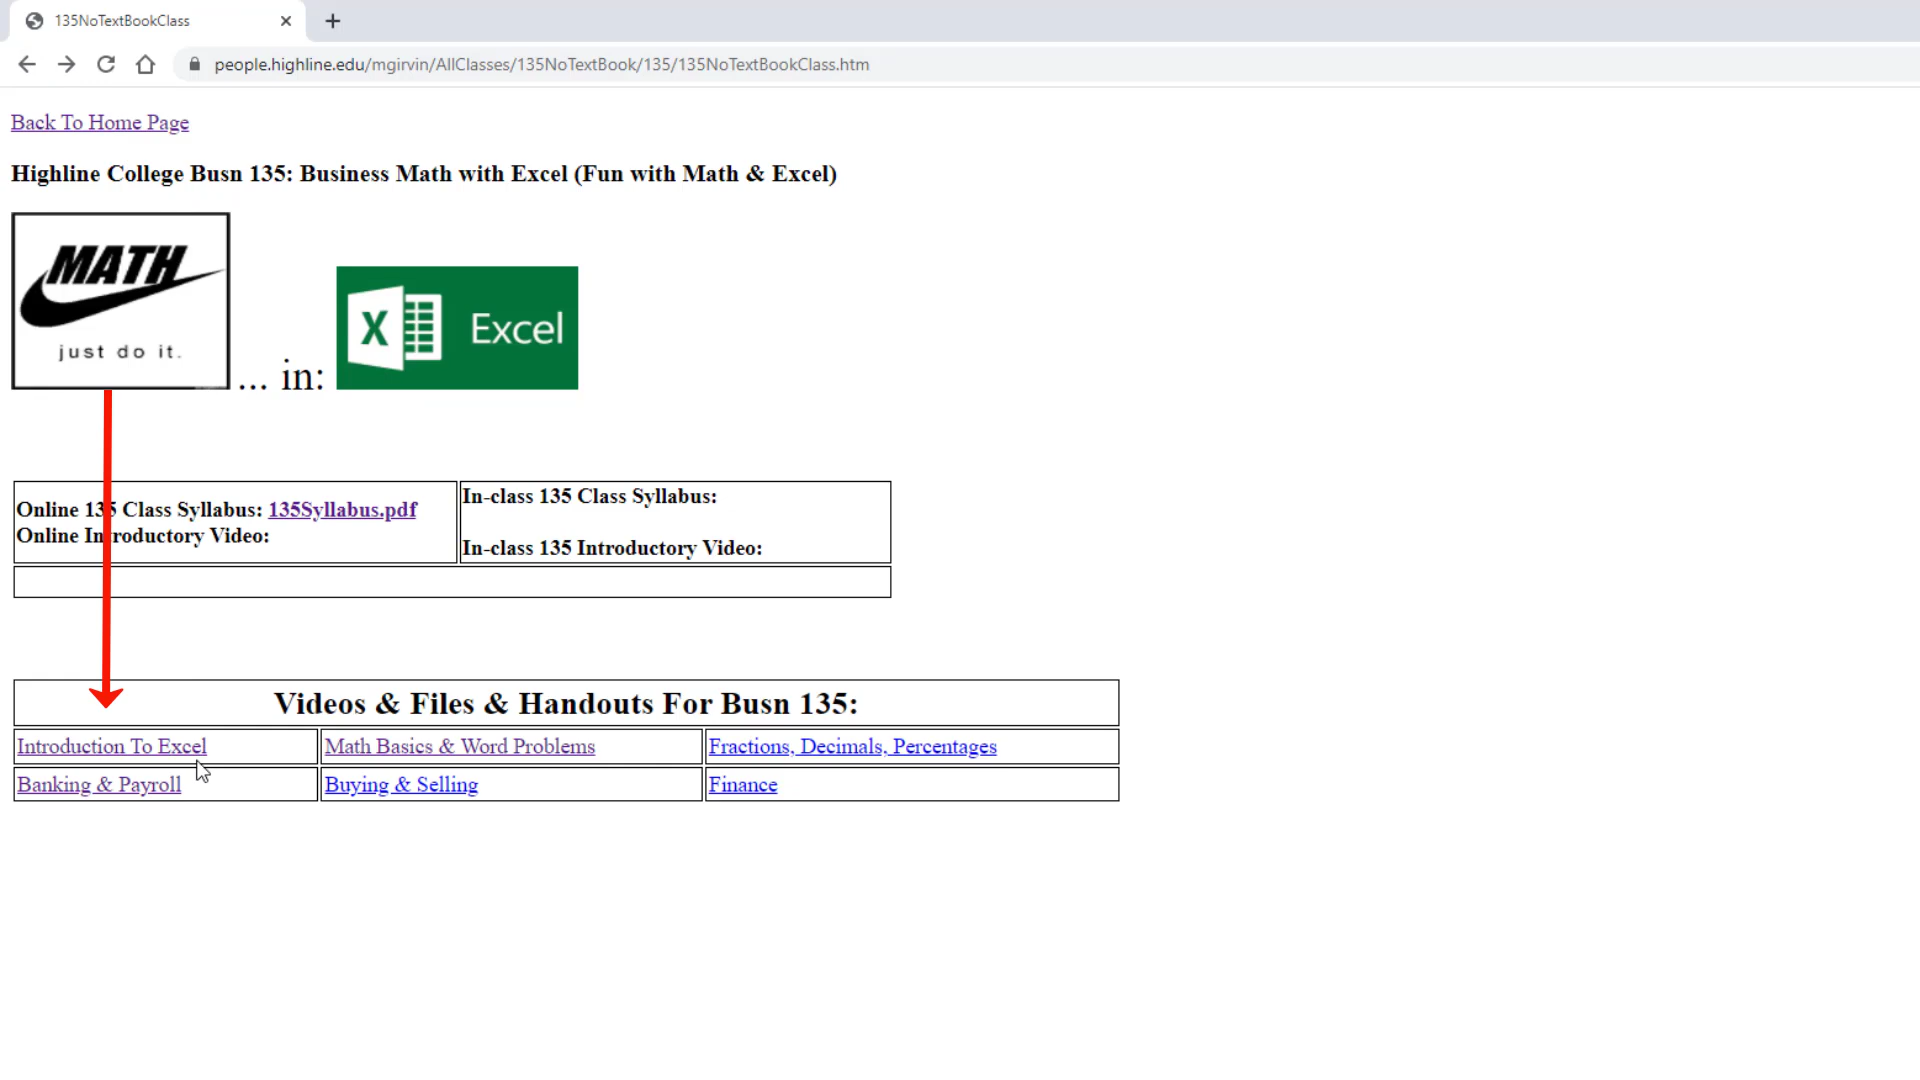 135NoTextBookClass
people.highline.edu/mgirvin/AllClasses/135NoTextBook/135/135NoTextBookClass.htm
Back To Home Page
Highline College Busn 135: Business Math with Excel (Fun with Math & Excel)
MATH
just do it.
... in:
X Excel
Online 135 Class Syllabus: 135Syllabus.pdf
Online Introductory Video:
In-class 135 Class Syllabus:
In-class 135 Introductory Video:
Videos & Files & Handouts For Busn 135:
Introduction To Excel
Math Basics & Word Problems
Fractions, Decimals, Percentages
Banking & Payroll
Buying & Selling
Finance